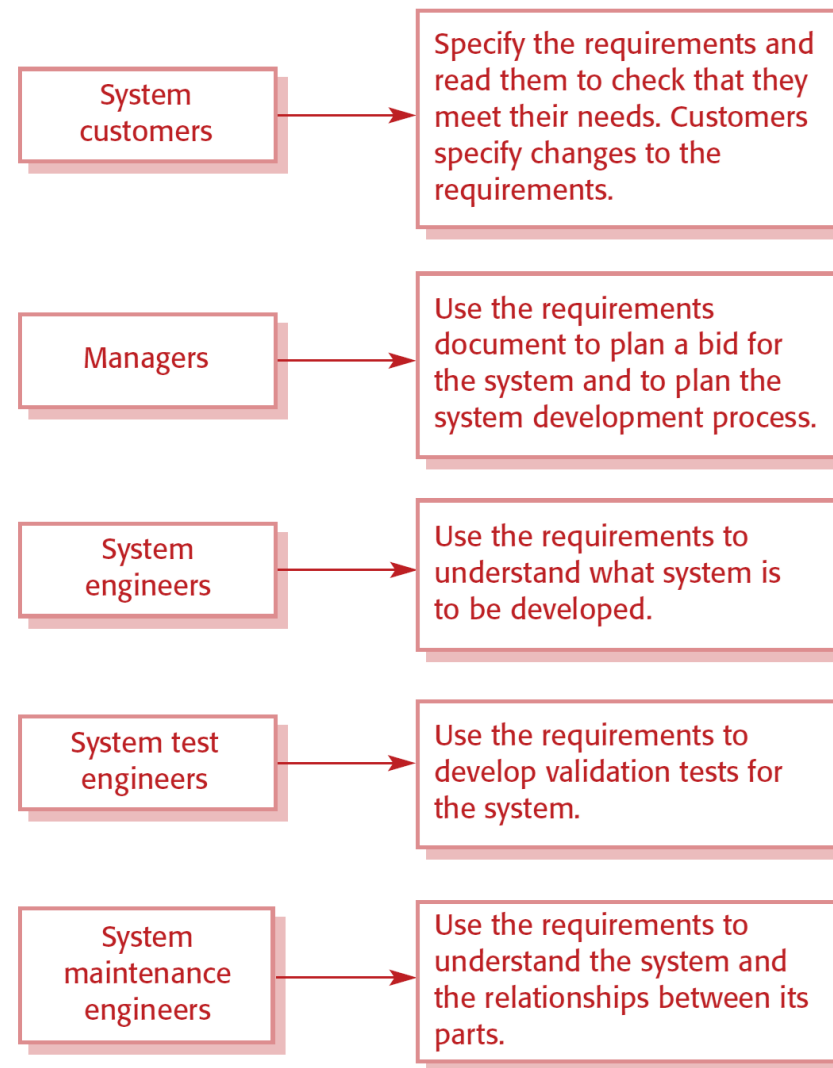 System
customers
Specify the requirements and
read them to check that they
meet their needs. Customers
specify changes to the
requirements.
Managers
Use the requirements
document to plan a bid for
the system and to plan the
system development process.
System
engineers
Use the requirements to
understand what system is
to be developed.
System test
engineers
Use the requirements to
develop validation tests for
the system.
System
maintenance
engineers
Use the requirements to
understand the system and
the relationships between its
parts.